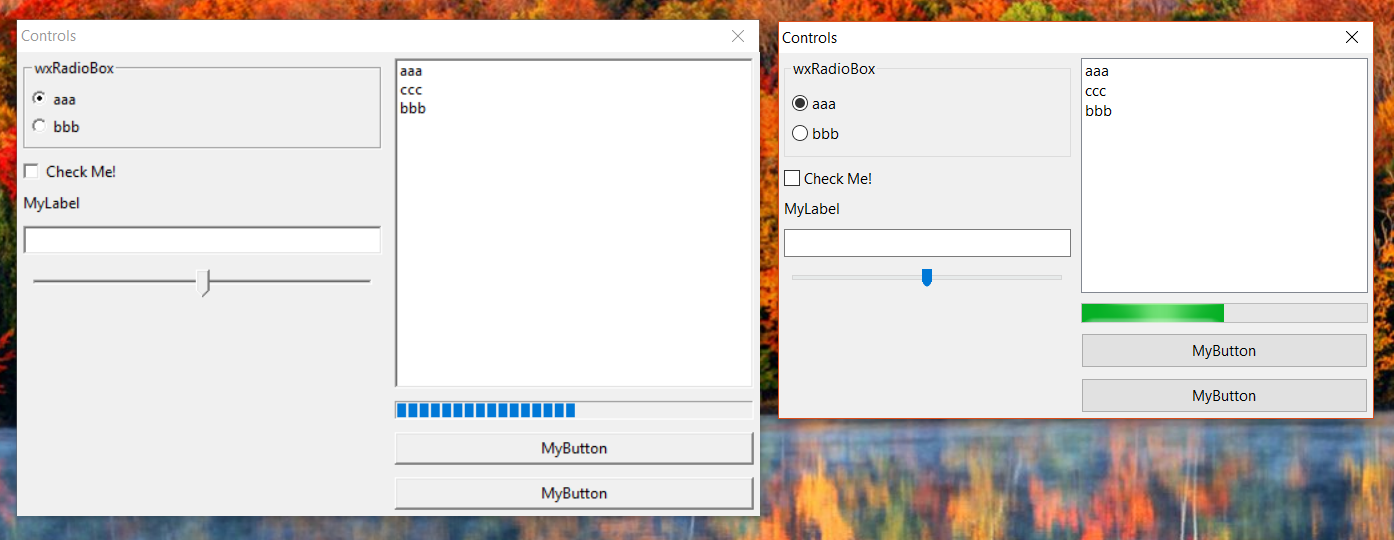 Controls
wxRadioBox
aaa
bbb
Check Me!
MyLabel
aaa
ccc
bbb
MyButton
MyButton
Controls
wxRadioBox
aaa
bbb
Check Me!
MyLabel
aaa
ccc
bbb
MyButton
MyButton